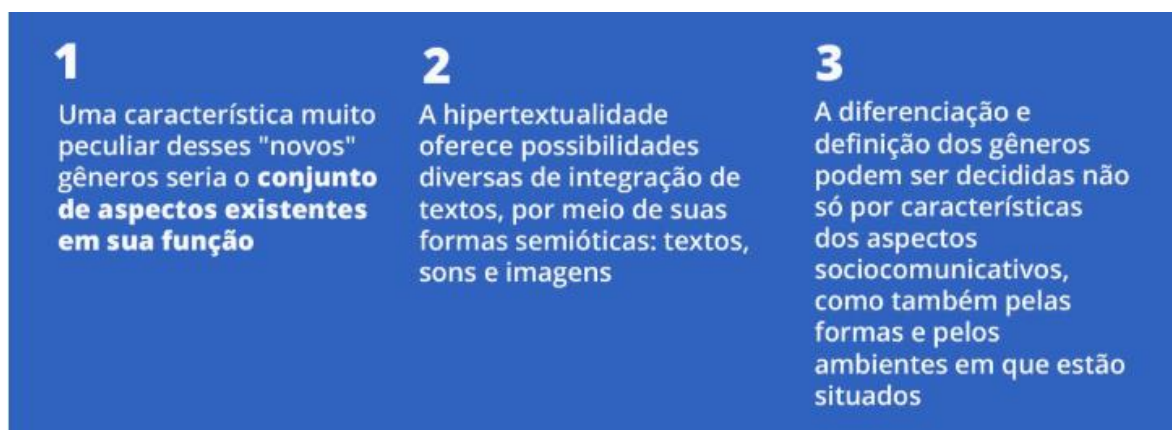 1
Uma característica muito
peculiar desses "novos"
gêneros seria o conjunto
de aspectos existentes
em sua função
2
A hipertextualidade
oferece possibilidades
diversas de integração de
textos, por meio de suas
formas semióticas: textos,
sons e imagens
3
A diferenciação e
definição dos gêneros
podem ser decididas não
só por características
dos aspectos
sociocomunicativos,
como também pelas
formas e pelos
ambientes em que estão
situados